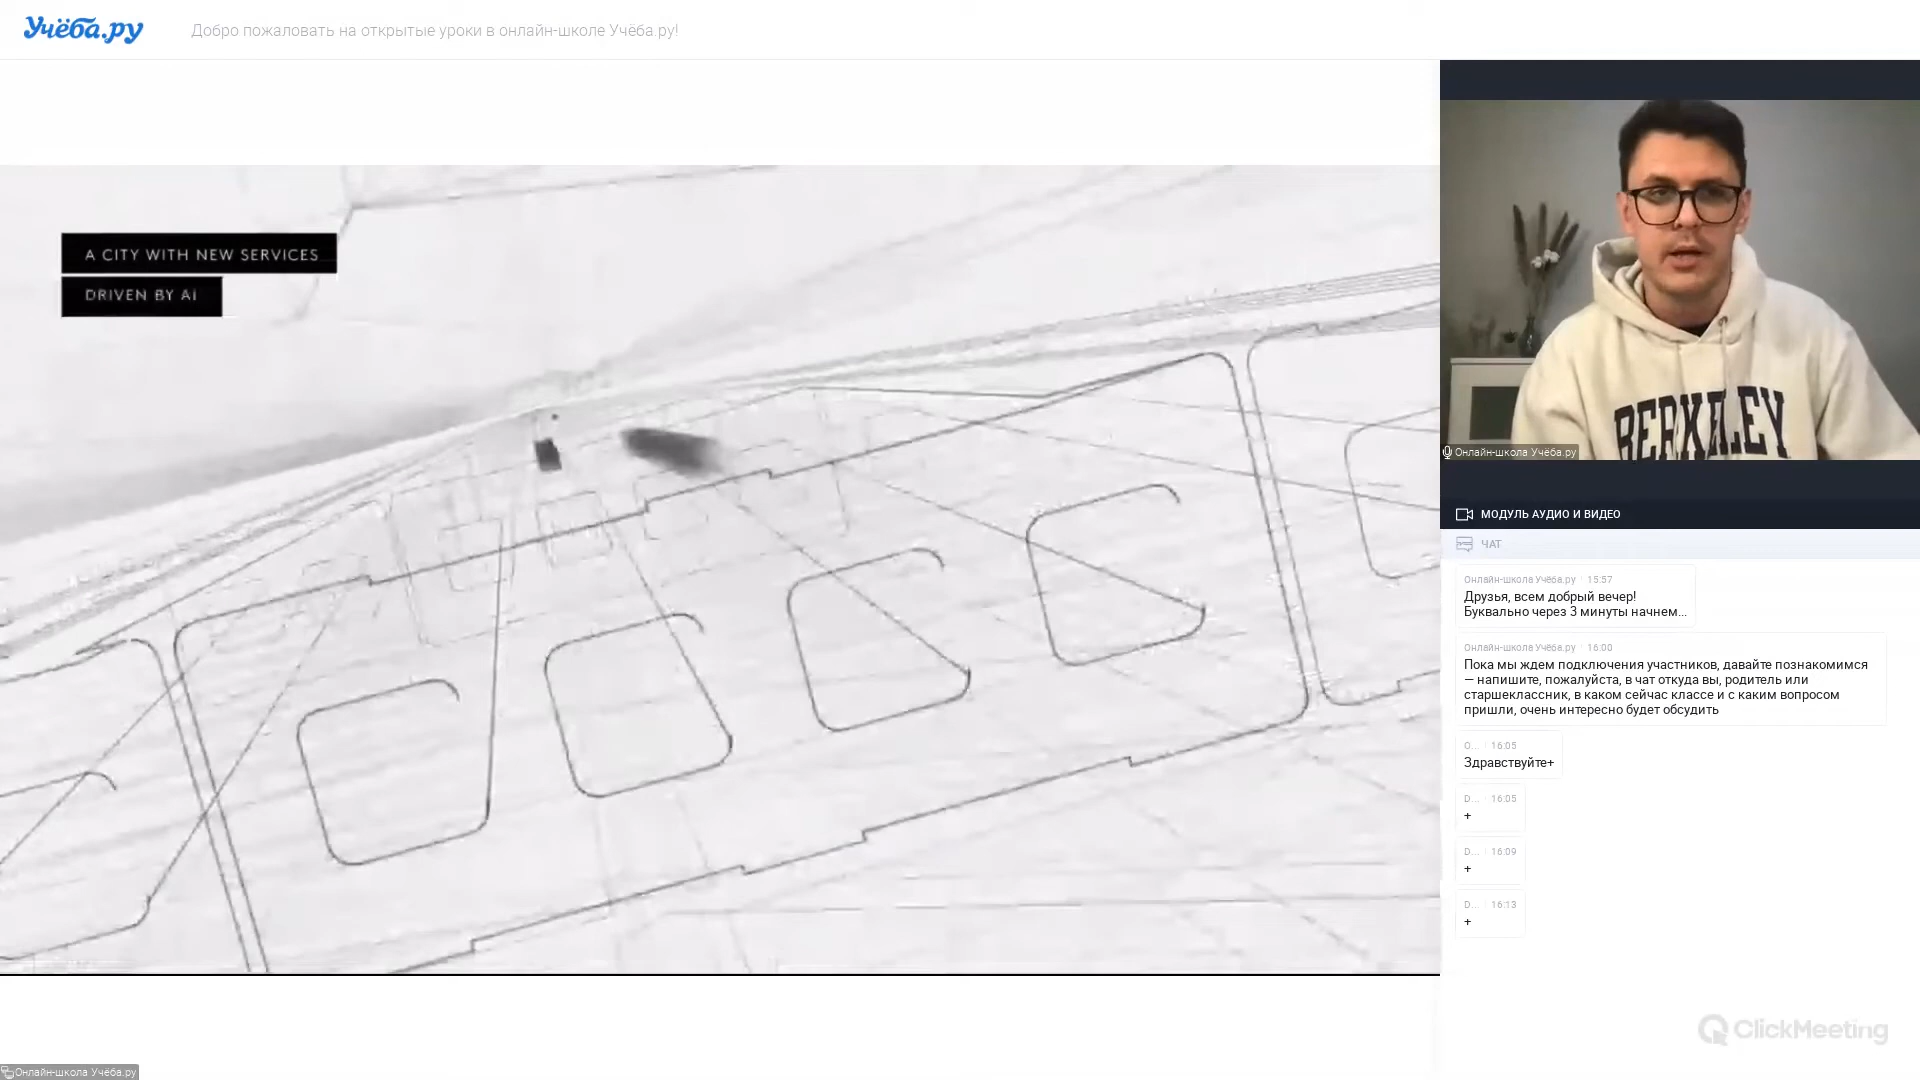 Учёба.ру
Добро пожаловать на открытые уроки в онлайн-школе Учёба.ру!
A CITY WITH NEW SERVICES
DRIVEN BY AI
BERKELEY
Онлайн-школа Учёба.ру
МОДУЛЬ АУДИО И ВИДЕО
ЧАТ
Онлайн-школа Учёба.ру 15:57
Друзья, всем добрый вечер!
Буквально через 3 минуты начнем...
Онлайн-школа Учёба.ру 16:00
Пока мы ждем подключения участников, давайте познакомимся
— напишите, пожалуйста, в чат откуда вы, родитель или
старшеклассник, в каком сейчас классе и с каким вопросом
пришли, очень интересно будет обсудить
О... 16:05
Здравствуйте+
D... 16:05
+
D... 16:09
+
D... 16:13
+
ClickMeeting
Онлайн-школа Учёба.ру